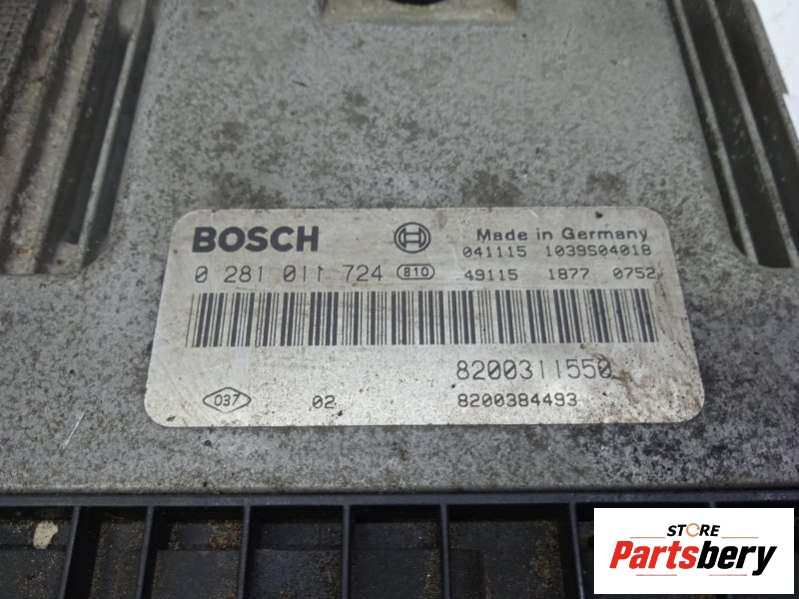 BOSCH Made in Germany
041115 1039S04018
0 281 011 724 810 49115 1877 0752
8200311550
037 02 8200384493
STORE
Partsbery